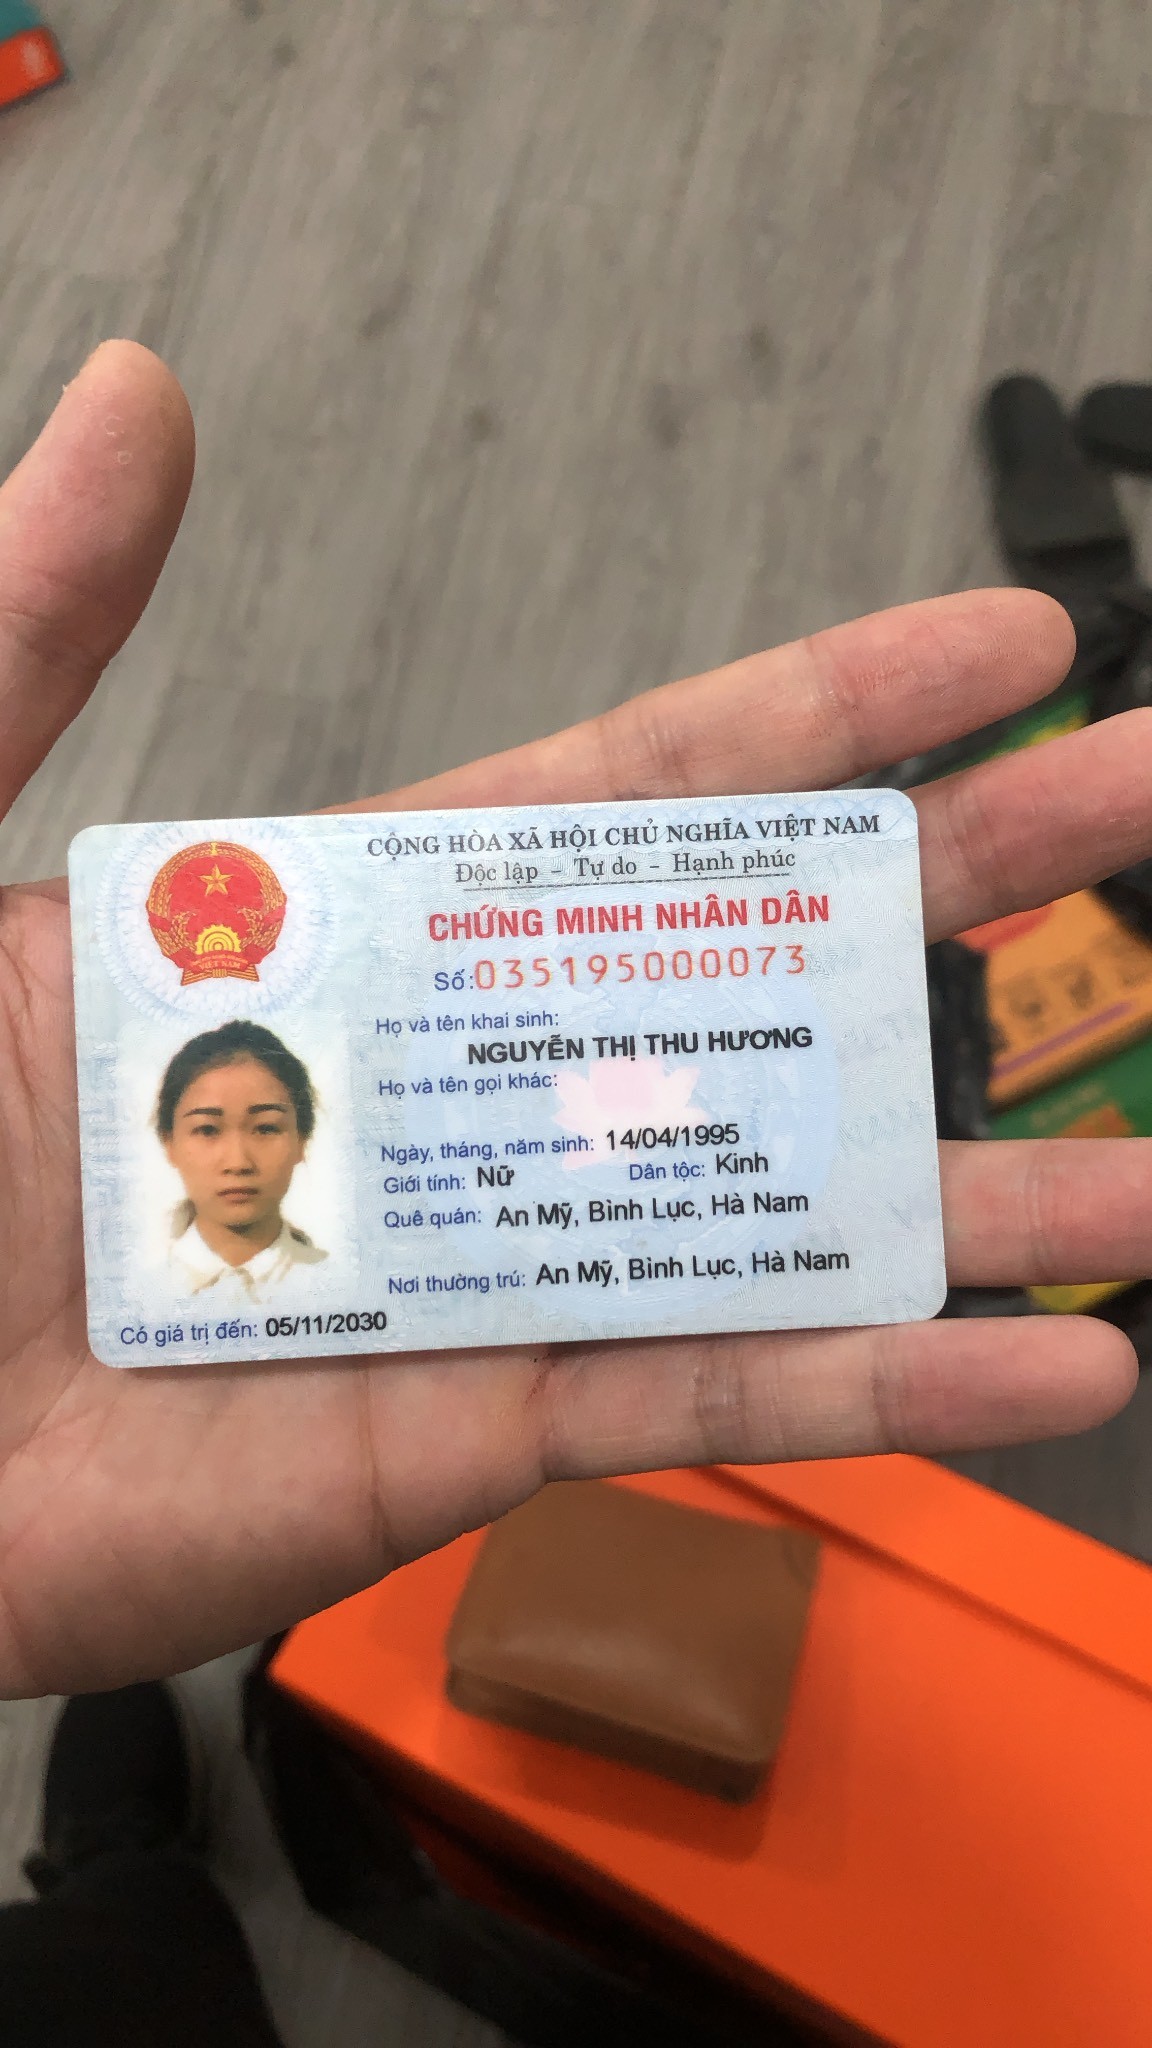 CỘNG HÒA XÃ HỘI CHỦ NGHĨA VIỆT NAM
Độc lập - Tự do - Hạnh phúc
CHỨNG MINH NHÂN DÂN
Số: 035195000073
Họ và tên khai sinh:
NGUYỄN THỊ THU HƯƠNG
Họ và tên gọi khác:
Ngày, tháng, năm sinh: 14/04/1995
Giới tính: Nữ Dân tộc: Kinh
Quê quán: An Mỹ, Bình Lục, Hà Nam
Nơi thường trú: An Mỹ, Bình Lục, Hà Nam
Có giá trị đến: 05/11/2030
VIỆT NAM